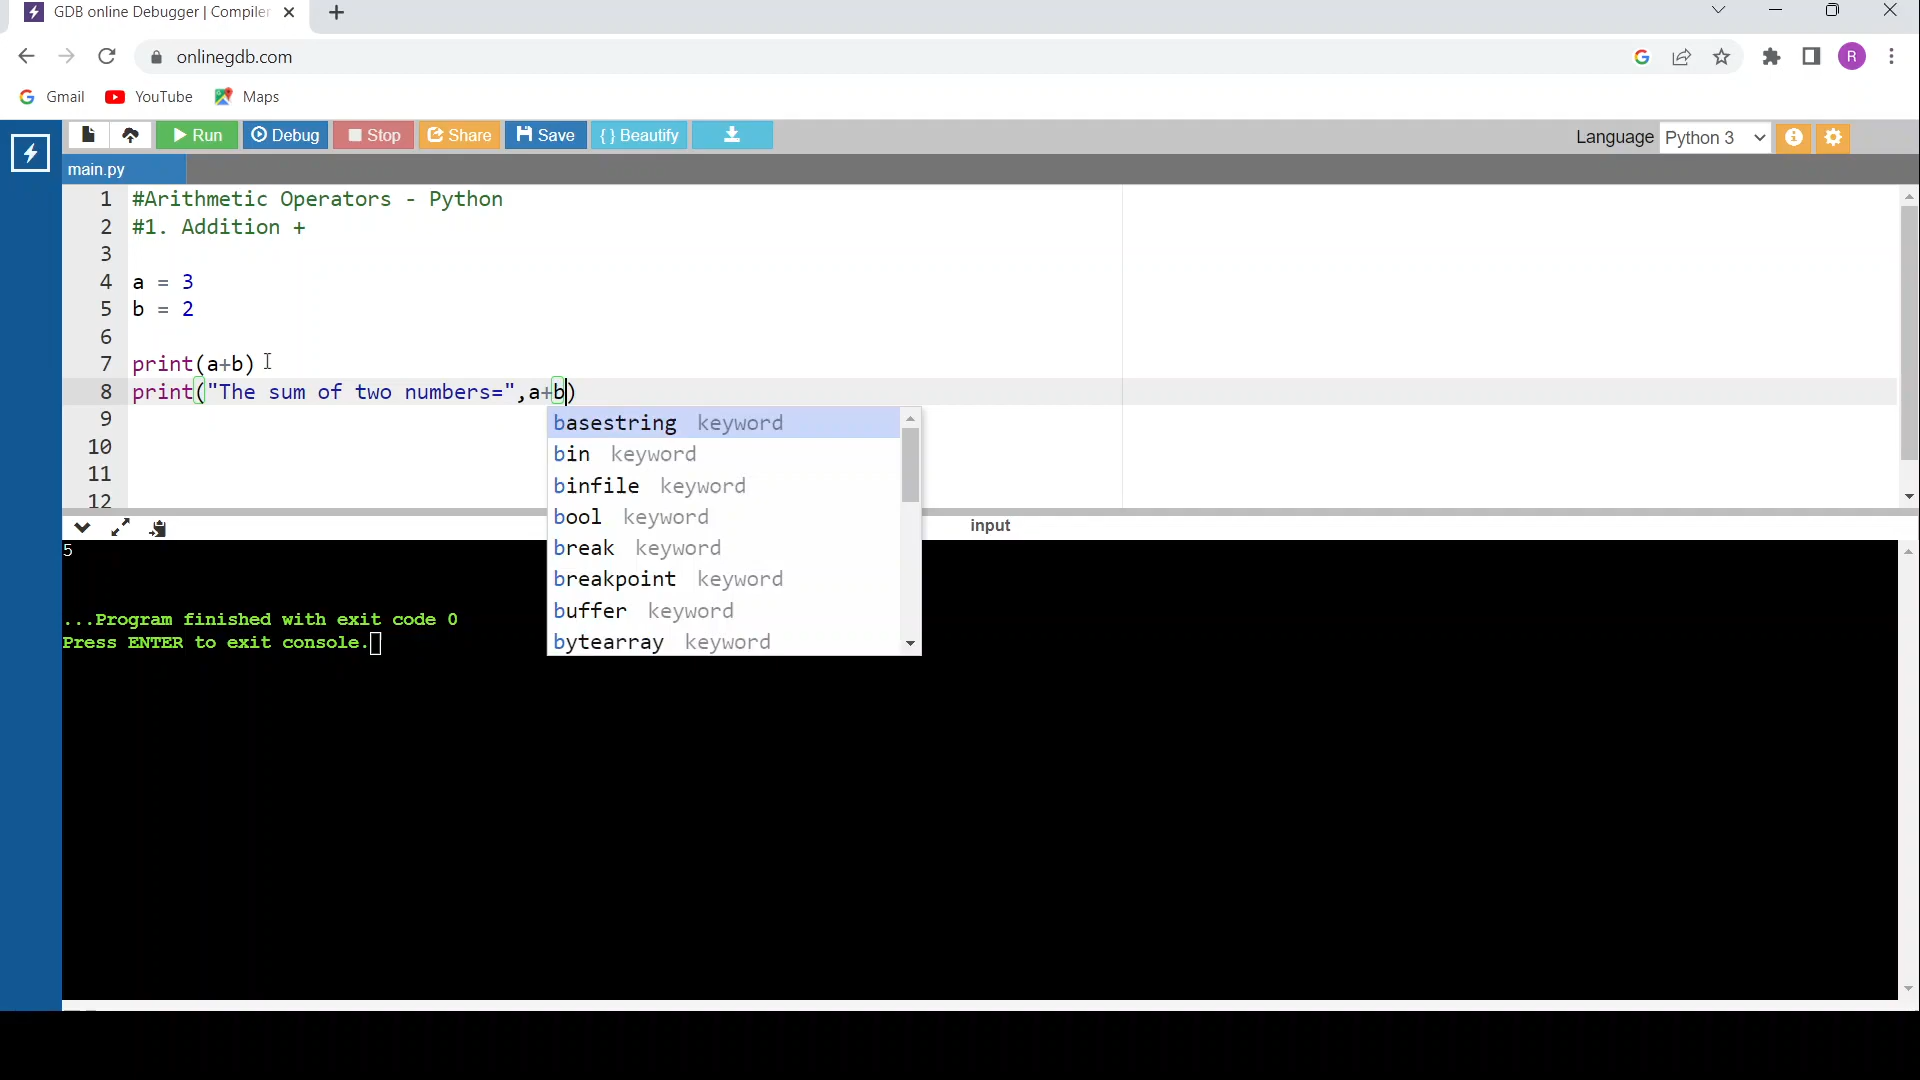 GDB online Debugger | Compiler
onlinegdb.com
R
Gmail YouTube Maps
Run Debug Stop Share Save { } Beautify Language Python 3
main.py
1 #Arithmetic Operators - Python
2 #1. Addition +
3
4 a = 3
5 b = 2
6
7 print(a+b)
8 print("The sum of two numbers=",a+b)
9
10
11
12
basestring keyword
bin keyword
binfile keyword
bool keyword
break keyword
breakpoint keyword
buffer keyword
bytearray keyword
input
5
...Program finished with exit code 0
Press ENTER to exit console.